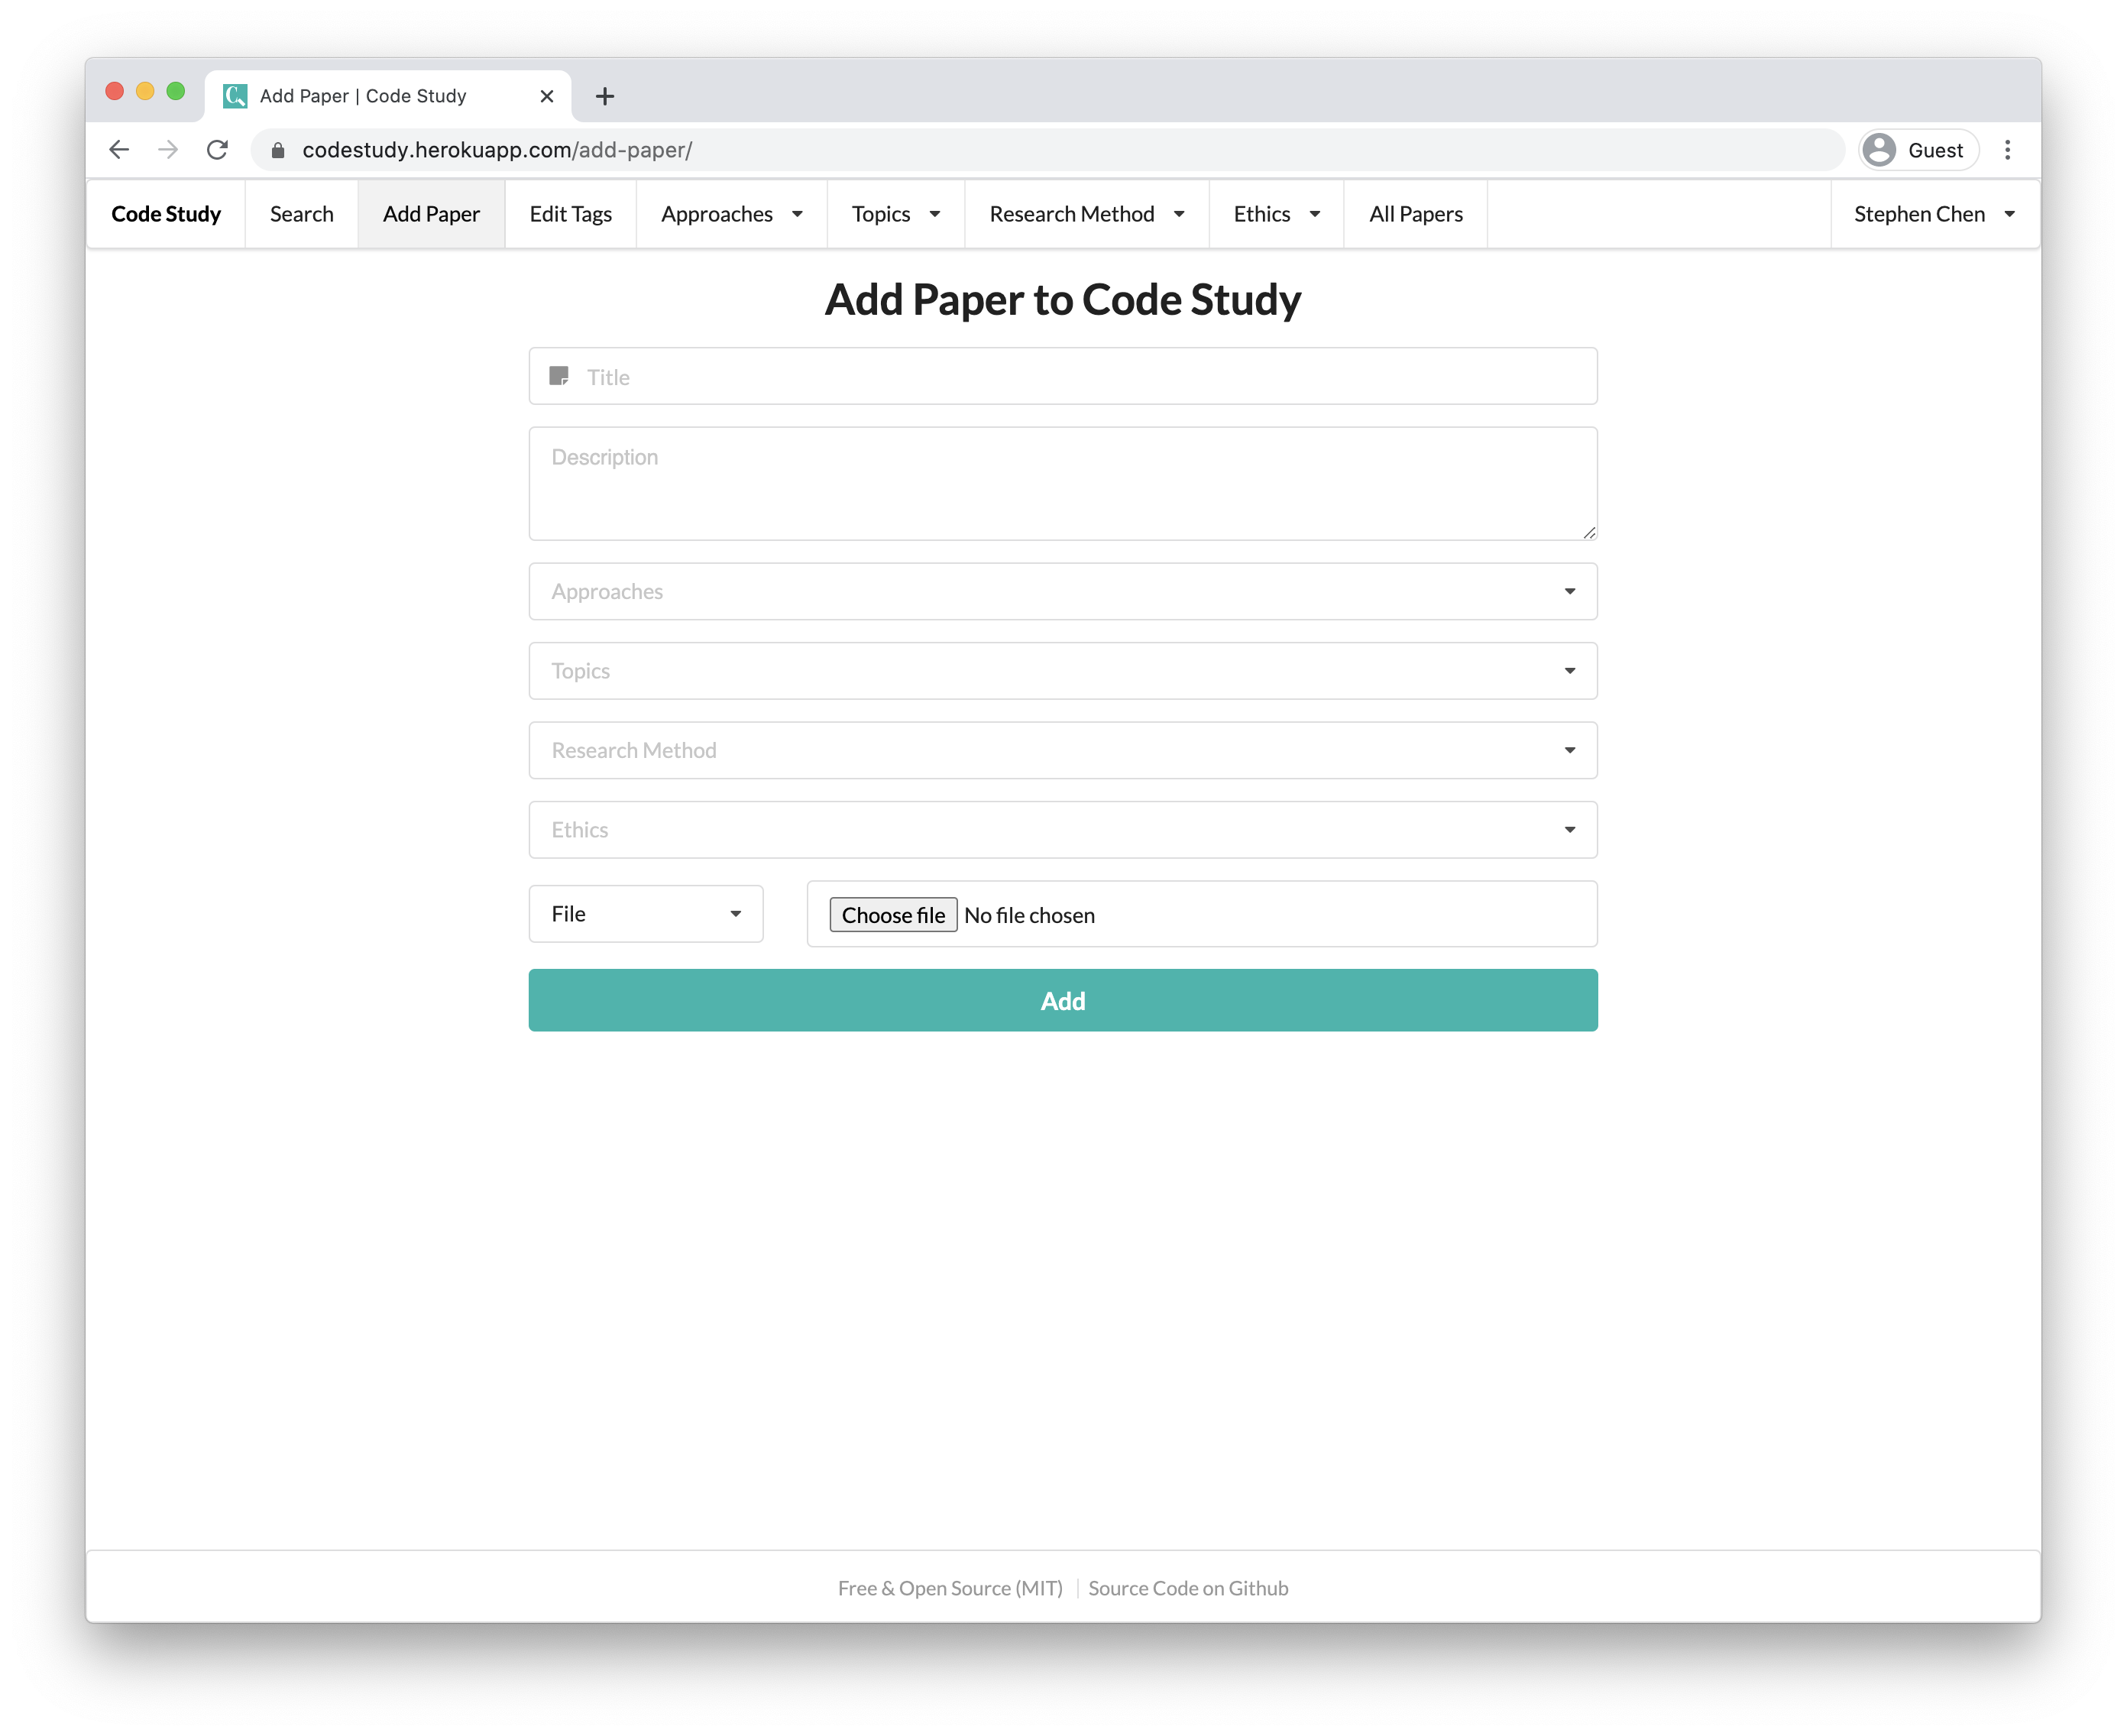 Add Paper | Code Study
codestudy.herokuapp.com/add-paper/
Guest
Code Study Search Add Paper Edit Tags Approaches Topics Research Method Ethics All Papers Stephen Chen
Add Paper to Code Study
Title
Description
Approaches
Topics
Research Method
Ethics
File Choose file No file chosen
Add
Free & Open Source (MIT) | Source Code on Github